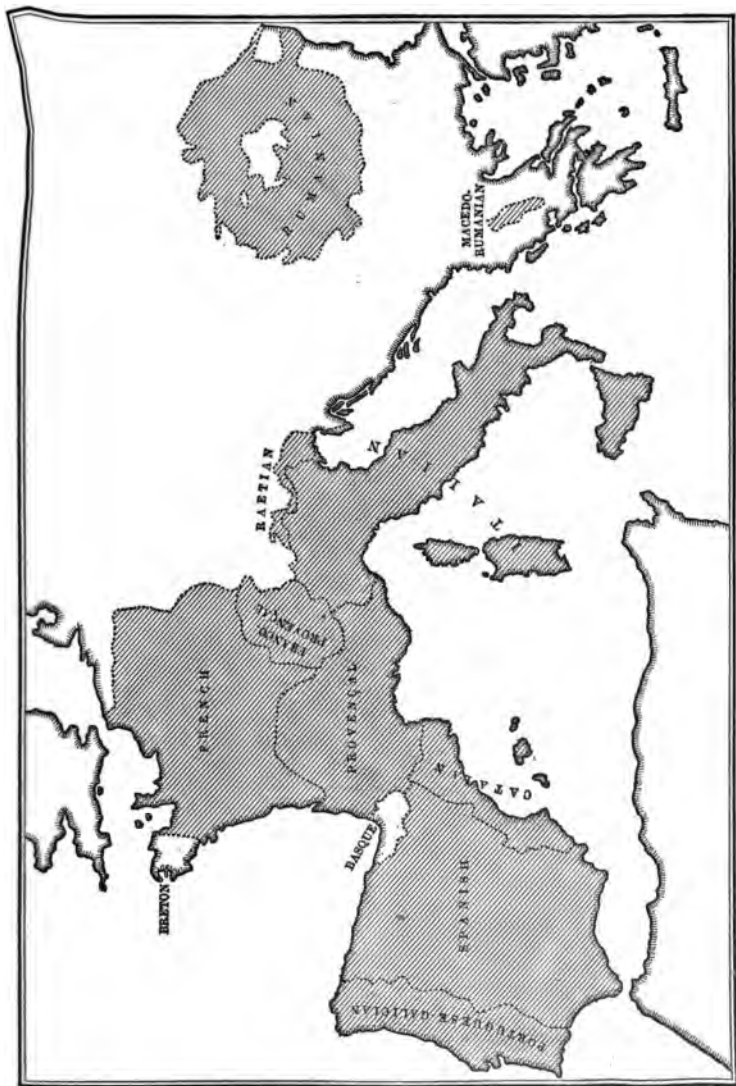 RUMANIAN
MACEDO.
RUMANIAN
RAETIAN
ITALIAN
FRENCH
FRANCO
PROVENÇAL
PROVENÇAL
CATALAN
BRETON
BASQUE
SPANISH
PORTUGUESE GALICIAN